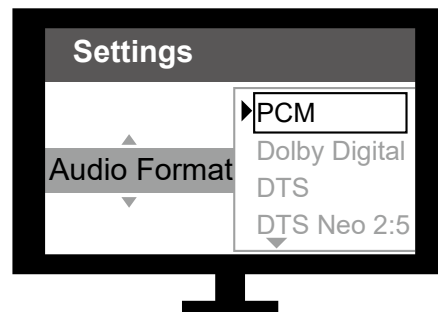 Settings
Audio Format
PCM
Dolby Digital
DTS
DTS Neo 2:5